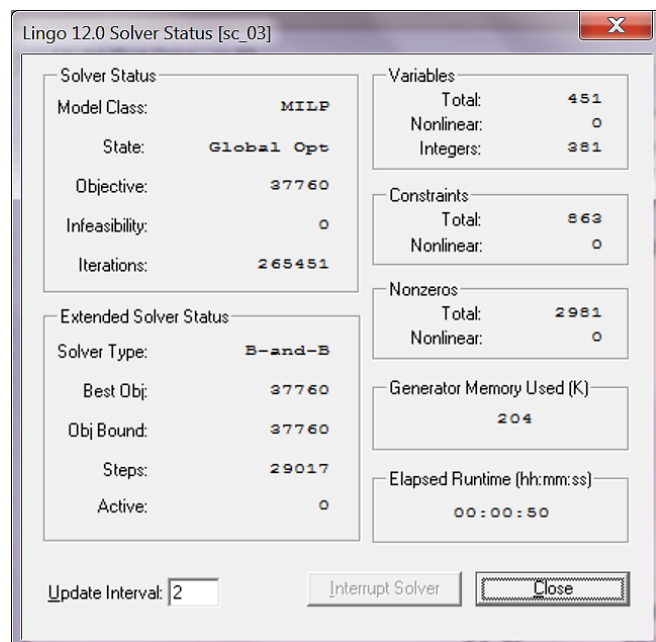 Lingo 12.0 Solver Status [sc_03]
Solver Status
Model Class: MILP
State: Global Opt
Objective: 37760
Infeasibility: 0
Iterations: 265451
Extended Solver Status
Solver Type: B-and-B
Best Obj: 37760
Obj Bound: 37760
Steps: 29017
Active: 0
Variables
Total: 451
Nonlinear: 0
Integers: 381
Constraints
Total: 863
Nonlinear: 0
Nonzeros
Total: 2981
Nonlinear: 0
Generator Memory Used (K)
204
Elapsed Runtime (hh:mm:ss)
00:00:50
Update Interval: 2
Interrupt Solver
Close